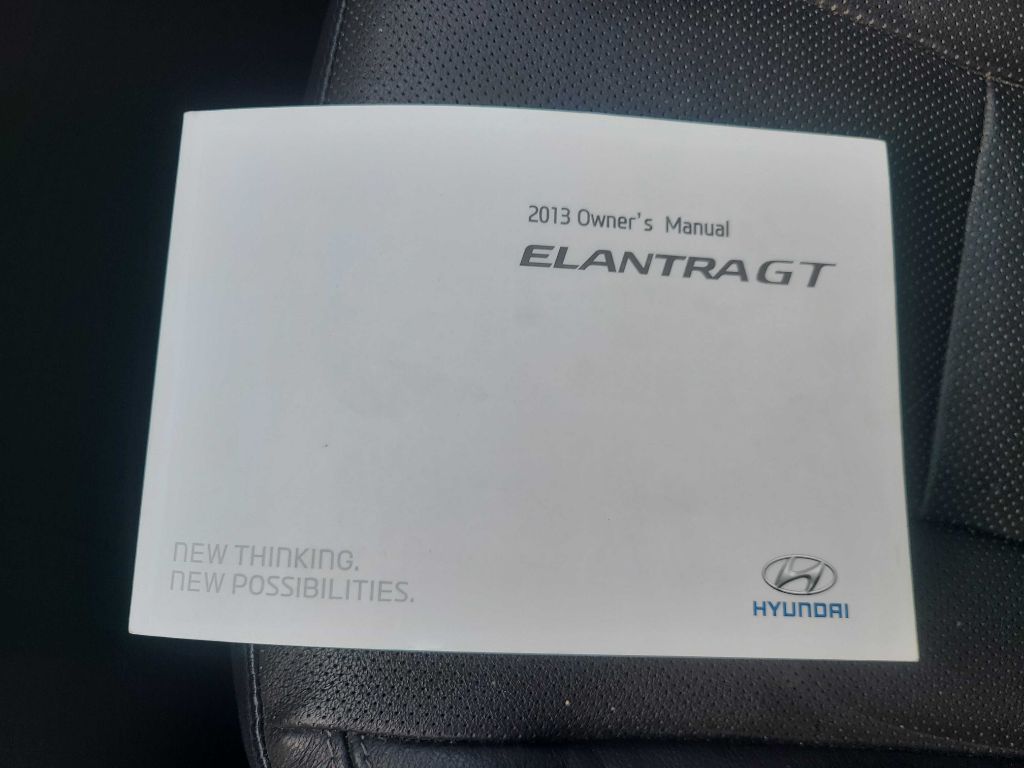 2013 Owner's Manual
ELANTRA GT
NEW THINKING.
NEW POSSIBILITIES.
HYUNDAI